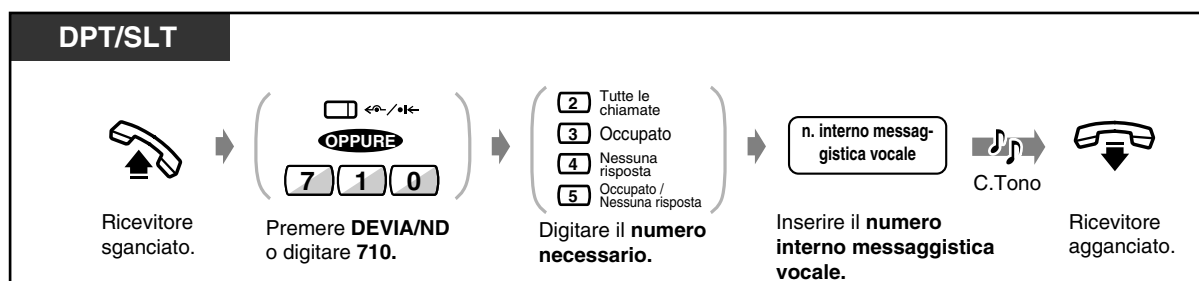 DPT/SLT
OPPURE
7 1 0
2 Tutte le
chiamate
3 Occupato
4 Nessuna
risposta
5 Occupato /
Nessuna risposta
n. interno messag-
gistica vocale
C.Tono
Ricevitore
sganciato.
Premere DEVIA/ND
o digitare 710.
Digitare il numero
necessario.
Inserire il numero
interno messaggistica
vocale.
Ricevitore
agganciato.